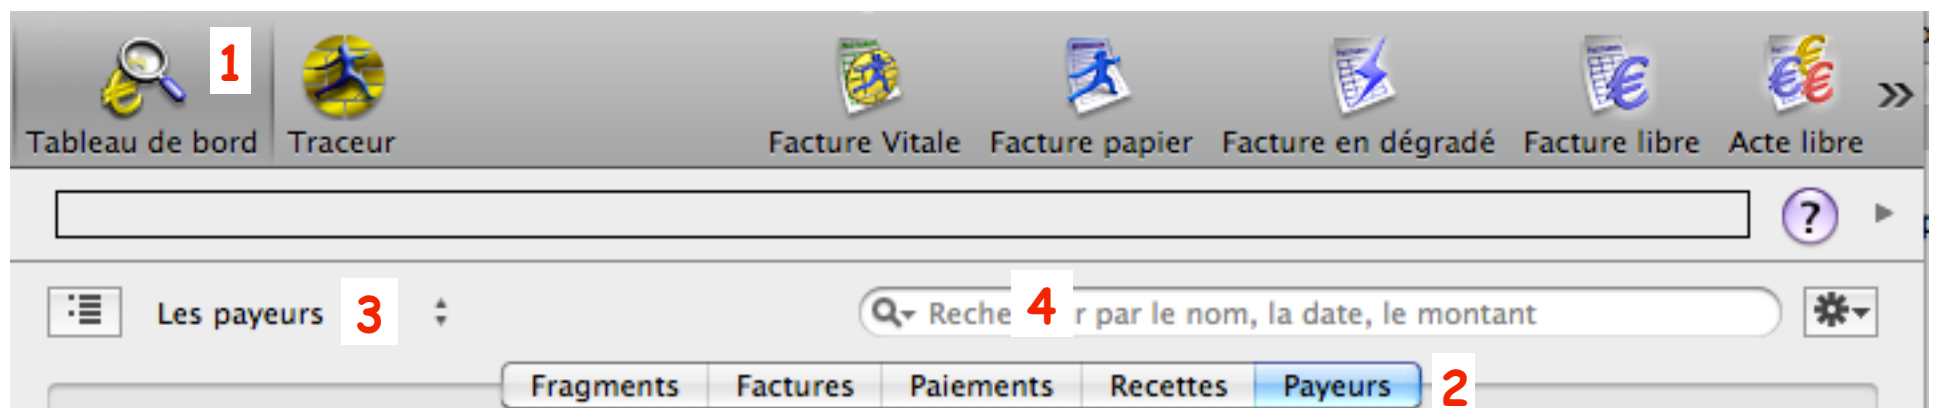 1
Tableau de bord Traceur Facture Vitale Facture papier Facture en dégradé Facture libre Acte libre »
?
Les payeurs 3 Reche 4 r par le nom, la date, le montant
Fragments Factures Paiements Recettes Payeurs 2